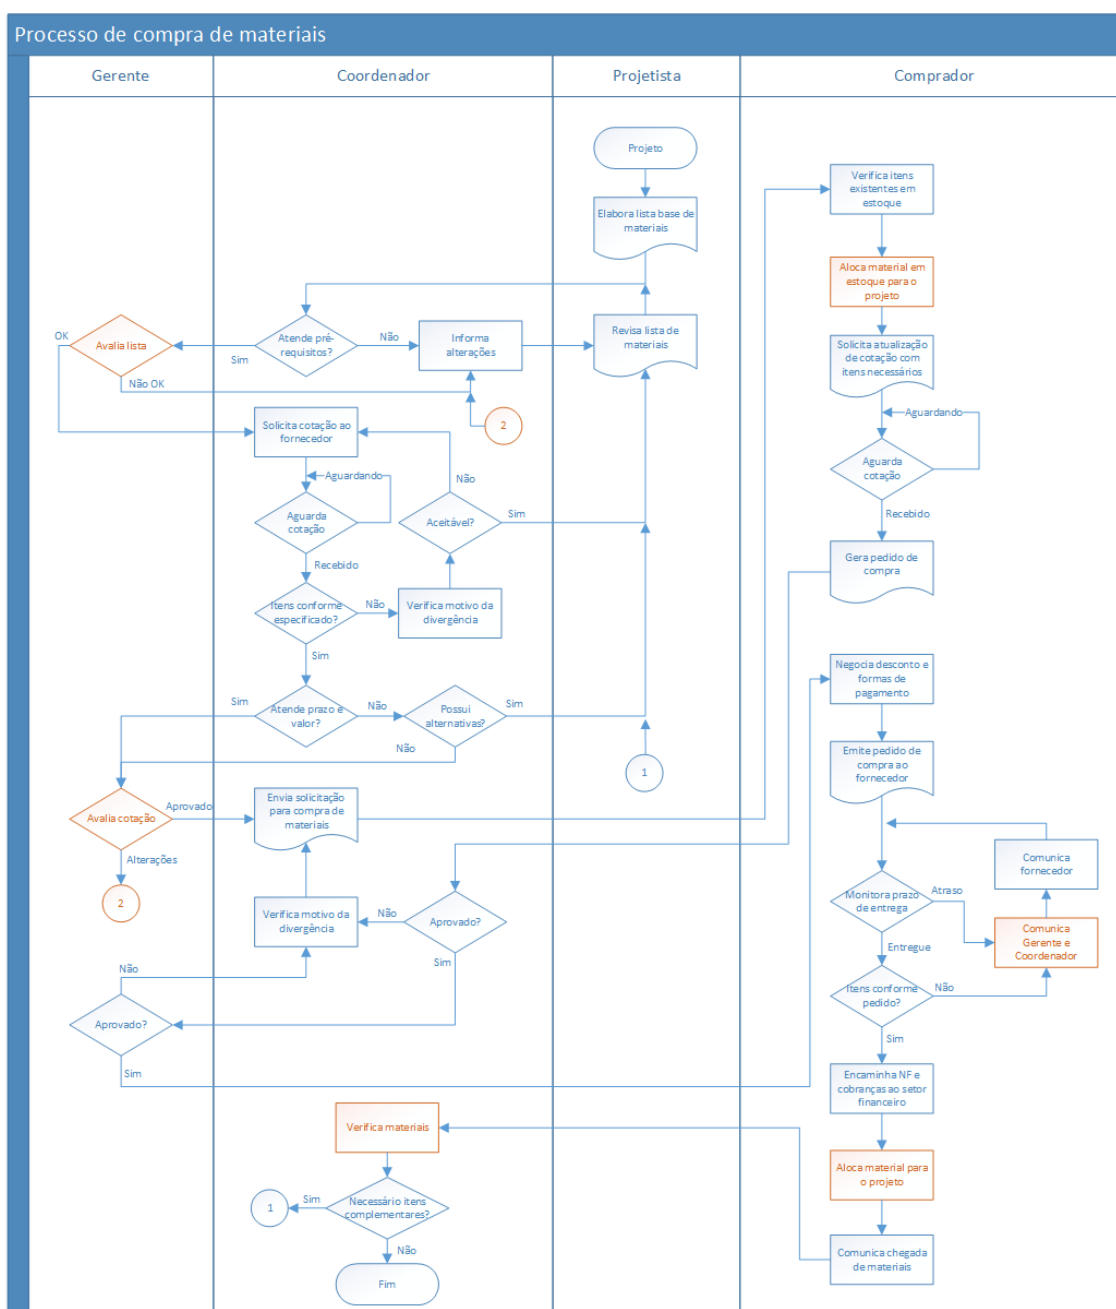 Processo de compra de materiais
Gerente
Coordenador
Projetista
Comprador
Projeto
Elabora lista base de
materiais
Verifica itens
existentes em
estoque
Aloca material em
estoque para o
projeto
OK
Avalia lista
Não OK
Sim
Atende pré-
requisitos?
Não
Informa
alterações
Revisa lista de
materiais
Solicita atualização
de cotação com
itens necessários
2
Solicita cotação ao
fornecedor
Aguardando
Aguarda
cotação
Recebido
Não
Aceitável?
Sim
Aguardando
Aguarda
cotação
Recebido
Gera pedido de
compra
Itens conforme
especificado?
Não
Verifica motivo da
divergência
Sim
Sim
Atende prazo e
valor?
Não
Possui
alternativas?
Sim
Não
1
Negocia desconto e
formas de
pagamento
Emite pedido de
compra ao
fornecedor
Avalia cotação
Aprovado
Alterações
2
Envia solicitação
para compra de
materiais
Verifica motivo da
divergência
Não
Aprovado?
Sim
Comunica
fornecedor
Monitora prazo
de entrega
Atraso
Comunica
Gerente e
Coordenador
Entregue
Não
Aprovado?
Sim
Itens conforme
pedido?
Não
Sim
Encaminha NF e
cobranças ao setor
financeiro
Verifica materiais
Aloca material para
o projeto
1
Sim
Necessário itens
complementares?
Não
Fim
Comunica chegada
de materiais